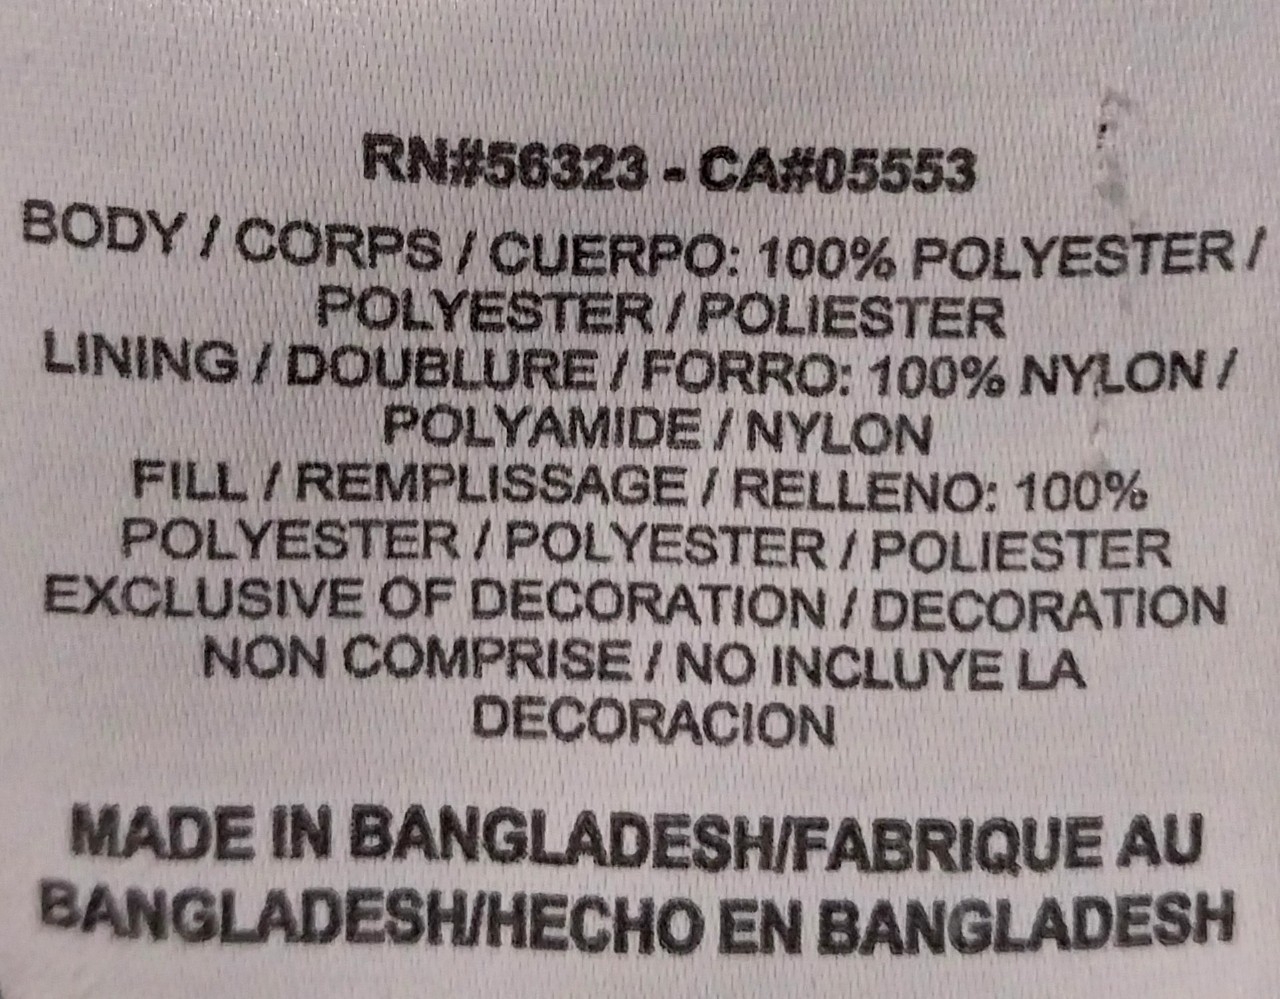 RN#56323 - CA#05553
BODY / CORPS / CUERPO: 100% POLYESTER /
POLYESTER / POLIESTER
LINING / DOUBLURE / FORRO: 100% NYLON /
POLYAMIDE / NYLON
FILL / REMPLISSAGE / RELLENO: 100%
POLYESTER / POLYESTER / POLIESTER
EXCLUSIVE OF DECORATION / DECORATION
NON COMPRISE / NO INCLUYE LA
DECORACION
MADE IN BANGLADESH/FABRIQUE AU
BANGLADESH/HECHO EN BANGLADESH